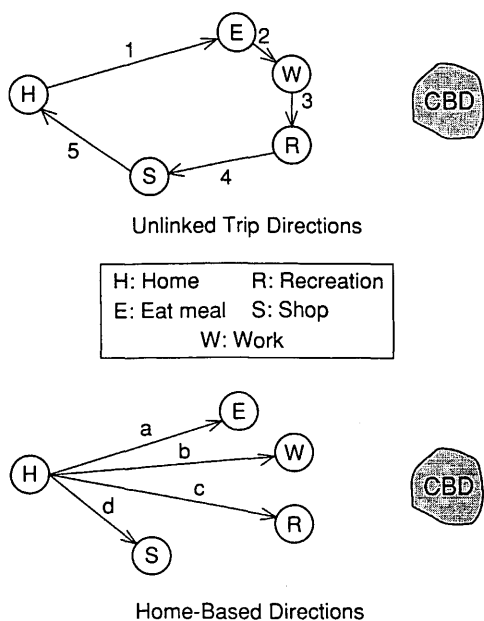 E
2
1
W
H
CBD
3
R
5
4
S
Unlinked Trip Directions
H: Home R: Recreation
E: Eat meal S: Shop
W: Work
E
a
b
W
H
CBD
c
d
R
S
Home-Based Directions